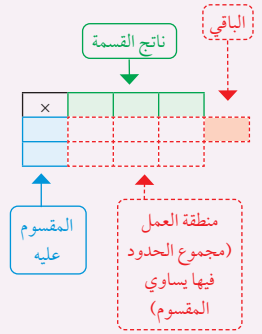 الباقي
ناتج القسمة
×
المقسوم
عليه
منطقة العمل
(مجموع الحدود
فيها يساوي
المقسوم)